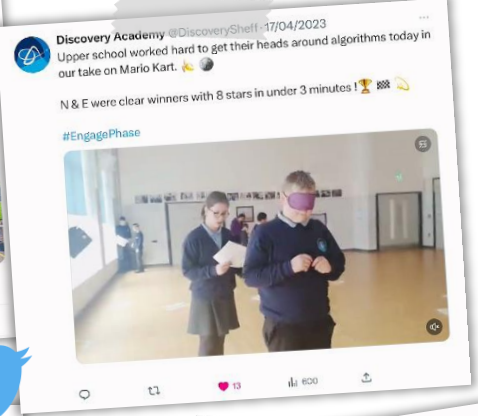 Discovery Academy @DiscoverySheff·17/04/2023
Upper school worked hard to get their heads around algorithms today in
our take on Mario Kart.
N & E were clear winners with 8 stars in under 3 minutes !
#EngagePhase
13
600